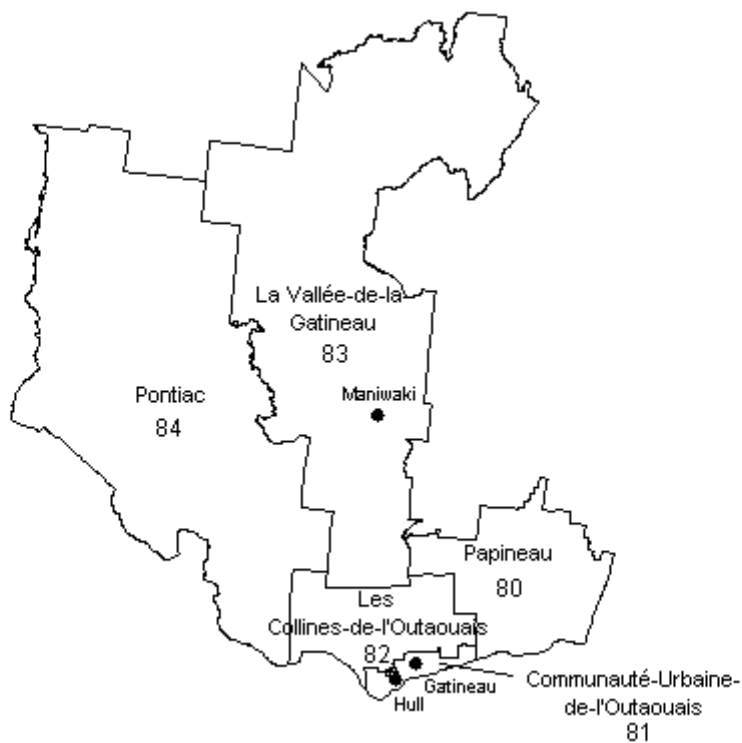 La Vallée-de-la-
Gatineau
83
Maniwaki
Pontiac
84
Papineau
80
Les
Collines-de-l'Outaouais
82
Gatineau
Hull
Communauté-Urbaine-
de-l'Outaouais
81